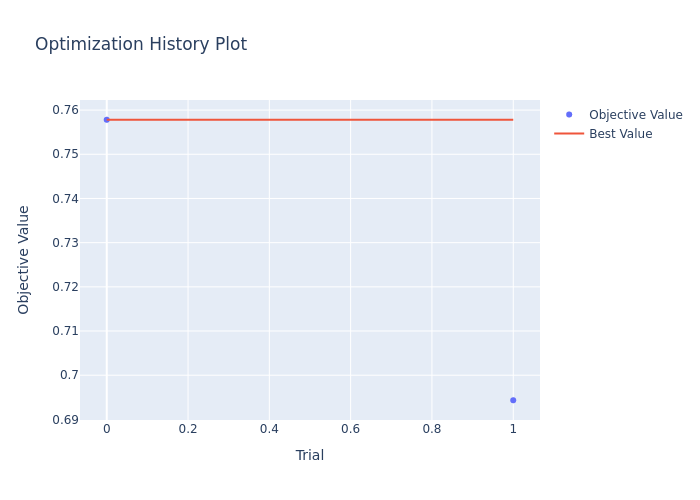 Optimization History Plot
Objective Value
Best Value
0.76
0.75
0.74
0.73
0.72
0.71
0.7
0.69
Objective Value
0
0.2
0.4
0.6
0.8
1
Trial